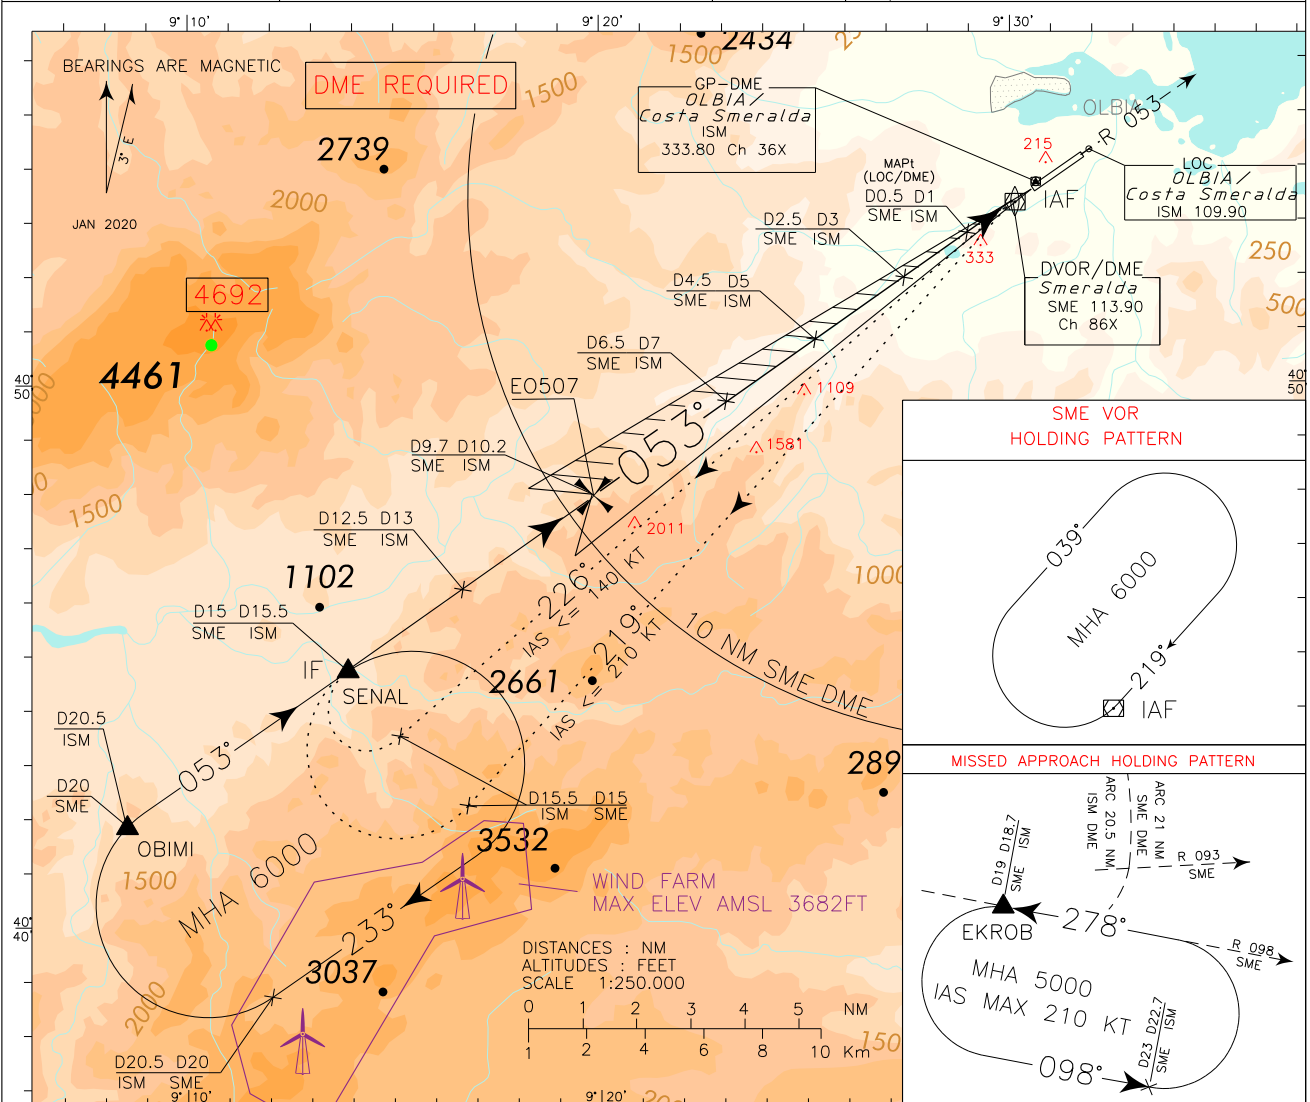 9° 10'
9° 20'
9° 30'
BEARINGS ARE MAGNETIC
3° E
JAN 2020
DME REQUIRED
1500
1500
2434
25
2739
2000
GP-DME
OLBIA/
Costa Smeralda
ISM
333.80 Ch 36X
OLBIA
R 053
215
MAPt
(LOC/DME)
D0.5 D1
SME ISM
IAF
LOC
OLBIA/
Costa Smeralda
ISM 109.90
D2.5 D3
SME ISM
333
250
DVOR/DME
Smeralda
SME 113.90
Ch 86X
500
4692
4461
D4.5 D5
SME ISM
D6.5 D7
SME ISM
EO507
1109
40°
50'
40°
50'
053°
1581
D9.7 D10.2
SME ISM
1500
2011
D12.5 D13
SME ISM
1102
1000
226°
IAS <= 140 KT
219°
IAS <= 210 KT
10 NM SME DME
D15 D15.5
SME ISM
IF
SENAL
2661
D20.5
ISM
D20
SME
053°
OBIMI
1500
MHA 6000
D15.5 D15
ISM SME
3532
289
WIND FARM
MAX ELEV AMSL 3682FT
40°
233°
3037
2000
DISTANCES : NM
ALTITUDES : FEET
SCALE 1:250.000
0 1 2 3 4 5 NM
1 2 4 6 8 10 Km
150
D20.5 D20
ISM SME
9° 10'
9° 20'
SME VOR
HOLDING PATTERN
039°
MHA 6000
219°
IAF
MISSED APPROACH HOLDING PATTERN
ARC 20.5 NM
ISM DME
ARC 21 NM
SME DME
D19 D18.7
SME ISM
R 093
SME
EKROB
278°
R 098
SME
MHA 5000
IAS MAX 210 KT
D23 D22.7
SME ISM
098°